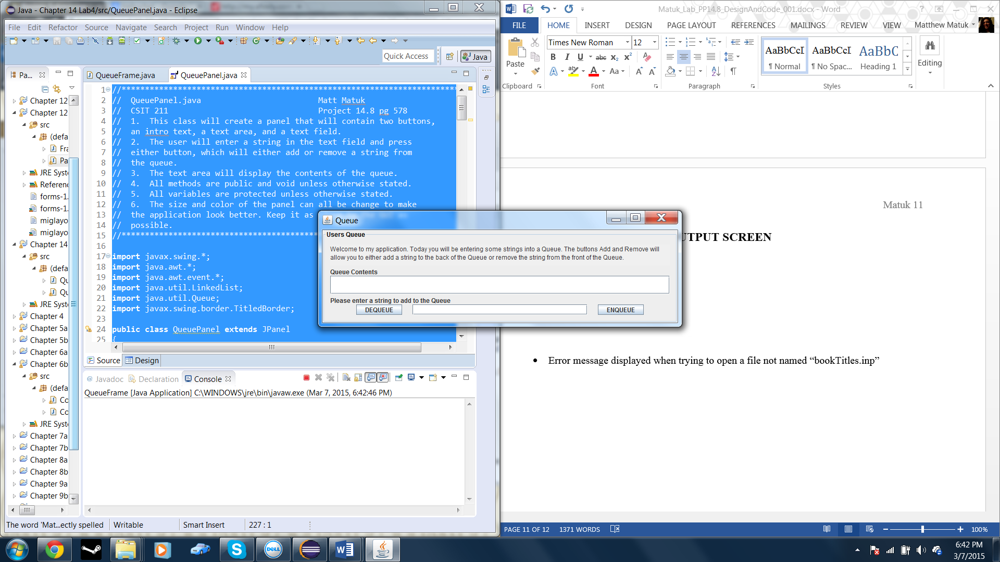 Java - Chapter 14 Lab4/src/QueuePanel.java - Eclipse
File Edit Refactor Source Navigate Search Project Run Window Help
Quick Access
Java
Pa...
QueueFrame.java
QueuePanel.java
Chapter 12
Chapter 12
src
(defa
Fra
Pa
JRE Syst
Referenc
forms-1.
forms-1.
miglayo
miglayo
Chapter 14
src
(defa
Qu
Qu
JRE Syst
Chapter 4
Chapter 5a
Chapter 5b
Chapter 6a
Chapter 6b
src
(defa
Co
Co
JRE Syst
Chapter 7a
Chapter 7b
Chapter 8a
Chapter 8b
Chapter 9a
Chapter 9b
1 //***********************************************************************
2 // QueuePanel.java Matt Matuk
3 // CSIT 211 Project 14.8 pg 578
4 // 1. This class will create a panel that will contain two buttons,
5 // an intro text, a text area, and a text field.
6 // 2. The user will enter a string in the text field and press
7 // either button, which will either add or remove a string from
8 // the queue.
9 // 3. The text area will display the contents of the queue.
10 // 4. All methods are public and void unless otherwise stated.
11 // 5. All variables are protected unless otherwise stated.
12 // 6. The size and color of the panel can all be change to make
13 // the application look better. Keep it as
14 // possible.
15 //******************************************
16
17 import javax.swing.*;
18 import java.awt.*;
19 import java.awt.event.*;
20 import java.util.LinkedList;
21 import java.util.Queue;
22 import javax.swing.border.TitledBorder;
23
24 public class QueuePanel extends JPanel
25 {
Source Design
@ Javadoc Declaration Console
QueueFrame [Java Application] C:\WINDOWS\jre\bin\javaw.exe (Mar 7, 2015, 6:42:46 PM)
The word 'Mat...ectly spelled Writable Smart Insert 227 : 1
Queue
Users Queue
Welcome to my application. Today you will be entering some strings into a Queue. The buttons Add and Remove will
allow you to either add a string to the back of the Queue or remove the string from the front of the Queue.
Queue Contents
Please enter a string to add to the Queue
DEQUEUE ENQUEUE
Matuk_Lab_PP14.8_DesignAndCode_001.docx - Word
FILE HOME INSERT DESIGN PAGE LAYOUT REFERENCES MAILINGS REVIEW VIEW Matthew Matuk
Paste
Times New Roman 12
B I U abc X2 X2
A ab A Aa A A
AaBbCcI AaBbCcI AaBbC
¶ Normal ¶ No Spac... Heading 1
Editing
Clipboard Font Paragraph Styles
Matuk 11
UTPUT SCREEN
• Error message displayed when trying to open a file not named “bookTitles.inp”
PAGE 11 OF 12 1371 WORDS 100%
DELL
6:42 PM
3/7/2015